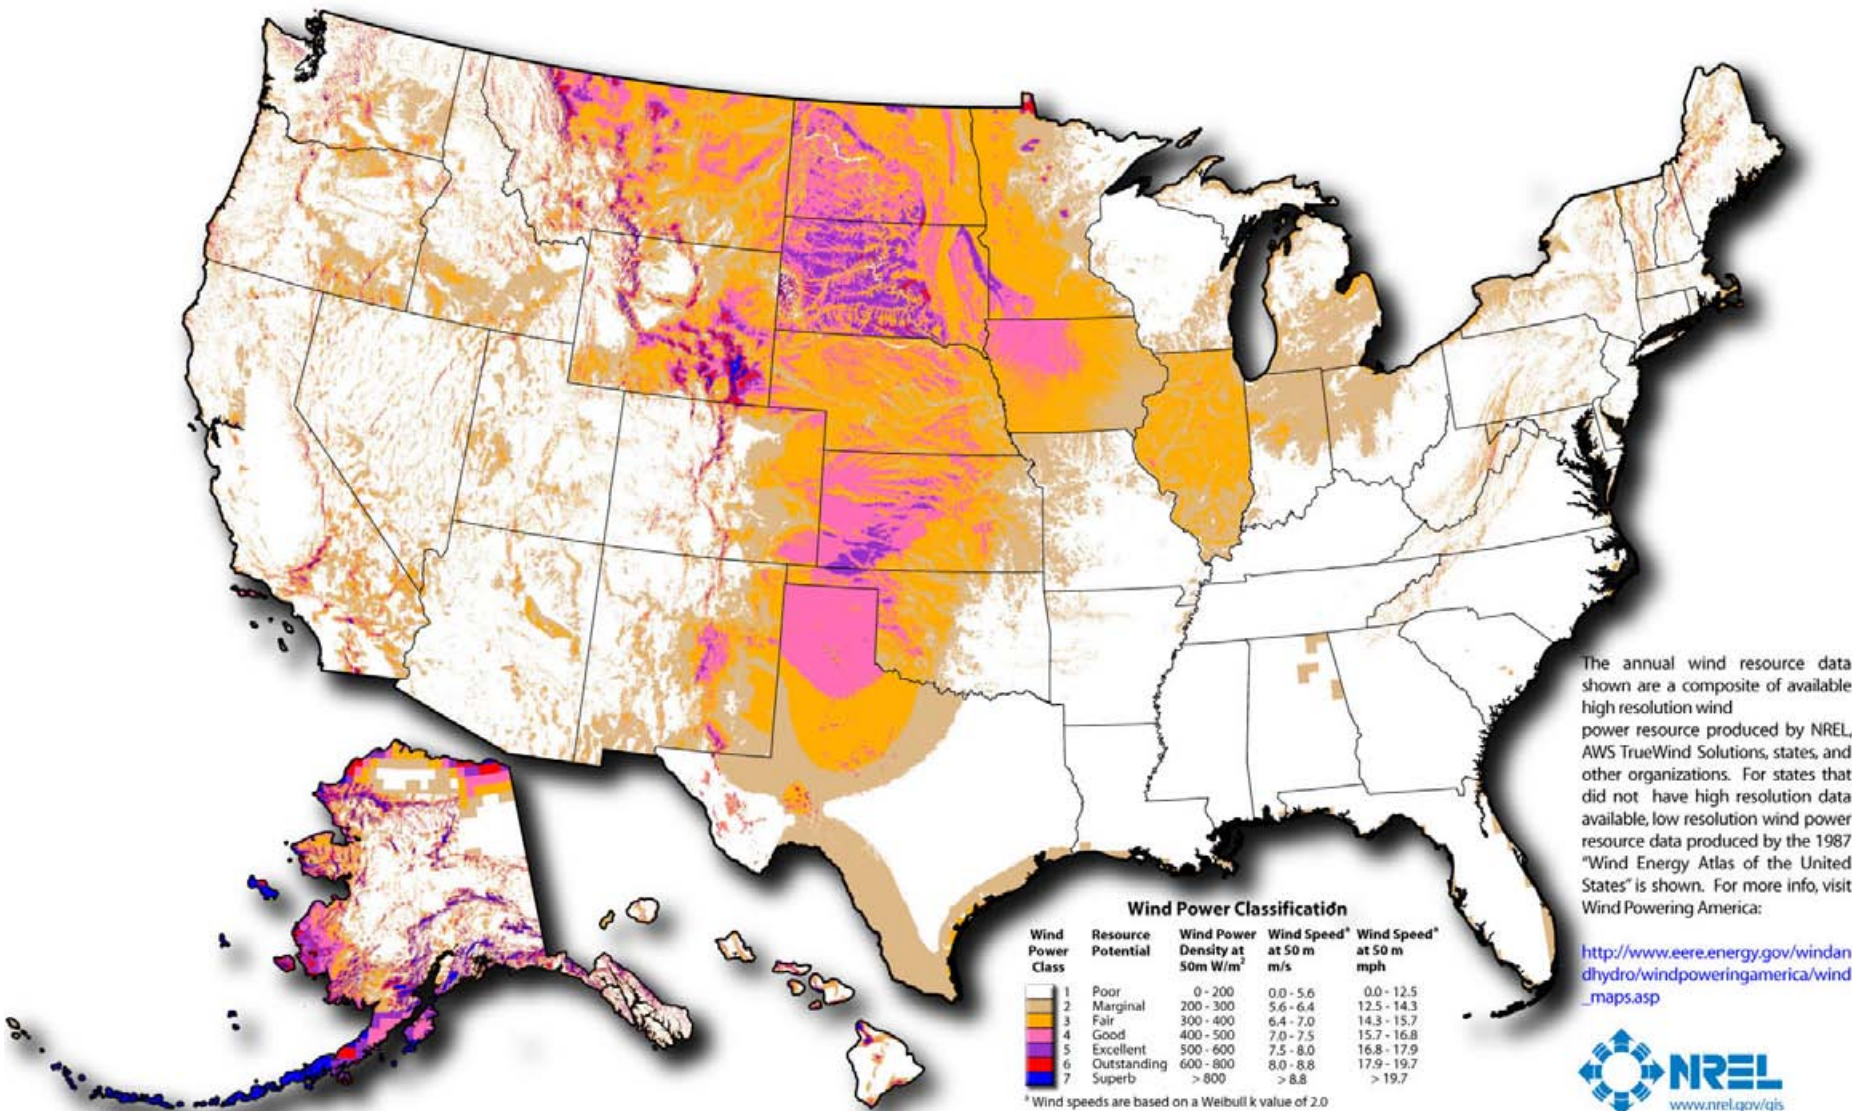 The annual wind resource data
shown are a composite of available
high resolution wind
power resource produced by NREL,
AWS TrueWind Solutions, states, and
other organizations. For states that
did not have high resolution data
available, low resolution wind power
resource data produced by the 1987
"Wind Energy Atlas of the United
States" is shown. For more info, visit
Wind Powering America:
http://www.eere.energy.gov/windan
dhydro/windpoweringamerica/wind
_maps.asp
Wind Power Classification
Wind Resource Wind Power Wind Speedª Wind Speedª
Power Potential Density at at 50 m at 50 m
Class 50m W/m² m/s mph
1 Poor 0 - 200 0.0 - 5.6 0.0 - 12.5
2 Marginal 200 - 300 5.6 - 6.4 12.5 - 14.3
3 Fair 300 - 400 6.4 - 7.0 14.3 - 15.7
4 Good 400 - 500 7.0 - 7.5 15.7 - 16.8
5 Excellent 500 - 600 7.5 - 8.0 16.8 - 17.9
6 Outstanding 600 - 800 8.0 - 8.8 17.9 - 19.7
7 Superb > 800 > 8.8 > 19.7
ª Wind speeds are based on a Weibull k value of 2.0
NREL
www.nrel.gov/gis